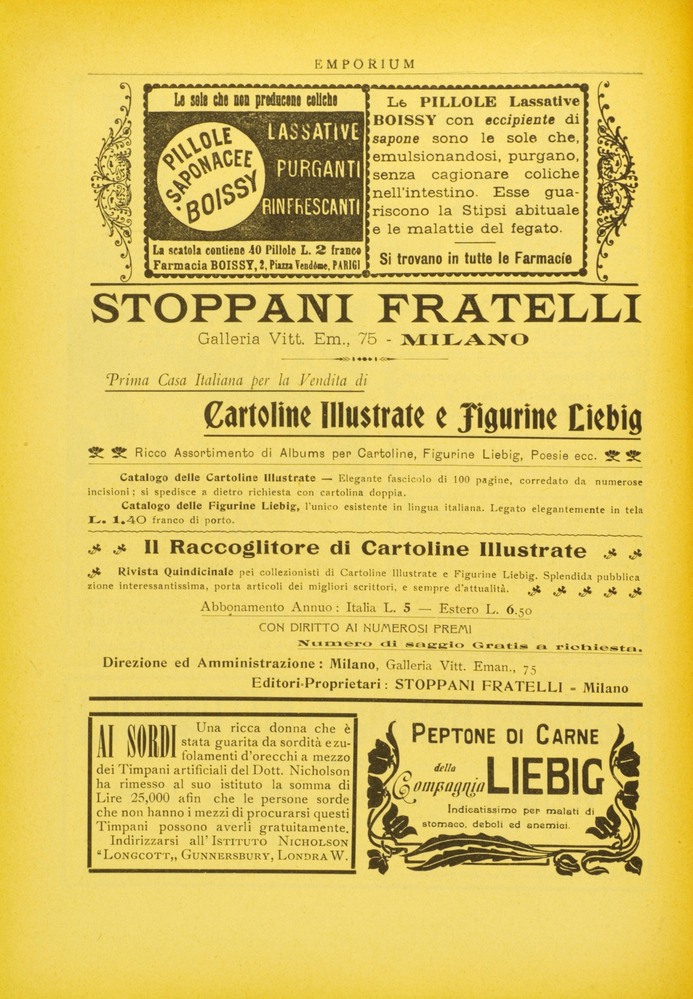 EMPORIUM
Le sole che non producono coliche
PILLOLE
SAPONACEE
BOISSY
LASSATIVE
PURGANTI
RINFRESCANTI
La scatola contiene 40 Pillole L. 2 franco
Farmacia BOISSY, 2, Piazza Vendôme, PARIGI
Le PILLOLE Lassative
BOISSY con eccipiente di
sapone sono le sole che,
emulsionandosi, purgano,
senza cagionare coliche
nell'intestino. Esse gua-
riscono la Stipsi abituale
e le malattie del fegato.
Si trovano in tutte le Farmacie
STOPPANI FRATELLI
Galleria Vitt. Em., 75 - MILANO
Prima Casa Italiana per la Vendita di
Cartoline Illustrate e Figurine Liebig
Ricco Assortimento di Albums per Cartoline, Figurine Liebig, Poesie ecc.
Catalogo delle Cartoline Illustrate — Elegante fascicolo di 100 pagine, corredato da numerose
incisioni; si spedisce a dietro richiesta con cartolina doppia.
Catalogo delle Figurine Liebig, l'unico esistente in lingua italiana. Legato elegantemente in tela
L. 1.40 franco di porto.
Il Raccoglitore di Cartoline Illustrate
Rivista Quindicinale pei collezionisti di Cartoline Illustrate e Figurine Liebig. Splendida pubblica
zione interessantissima, porta articoli dei migliori scrittori, e sempre d'attualità.
Abbonamento Annuo: Italia L. 5 — Estero L. 6.50
CON DIRITTO AI NUMEROSI PREMI
Numero di saggio Gratis a richiesta.
Direzione ed Amministrazione: Milano, Galleria Vitt. Eman., 75
Editori-Proprietari: STOPPANI FRATELLI - Milano
AI SORDI Una ricca donna che è
stata guarita da sordità e zu-
folamenti d'orecchi a mezzo
dei Timpani artificiali del Dott. Nicholson
ha rimesso al suo istituto la somma di
Lire 25,000 afin che le persone sorde
che non hanno i mezzi di procurarsi questi
Timpani possono averli gratuitamente.
Indirizzarsi all'ISTITUTO NICHOLSON
"LONGCOTT„, GUNNERSBURY, LONDRA W.
PEPTONE DI CARNE
della
Compagnia LIEBIG
Indicatissimo per malati di
stomaco, deboli ed anemici.